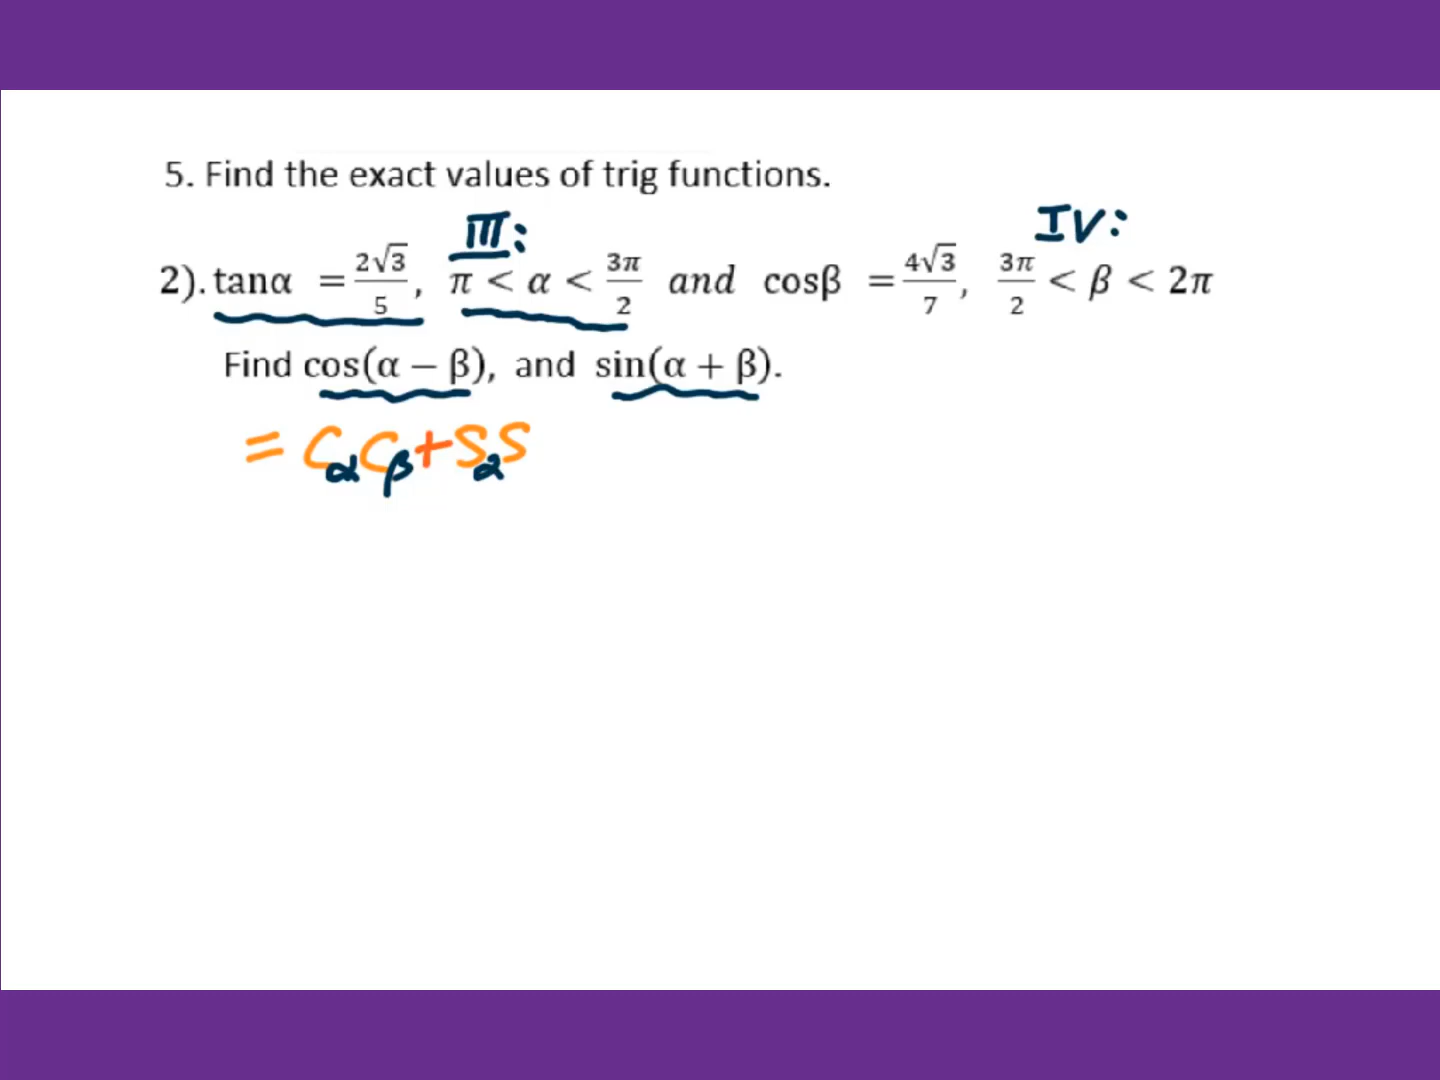 5. Find the exact values of trig functions.
III: IV:
2). tanα = 2√3/5, π < α < 3π/2 and cosβ = 4√3/7, 3π/2 < β < 2π
Find cos(α − β), and sin(α + β).
= CαCβ+SαS